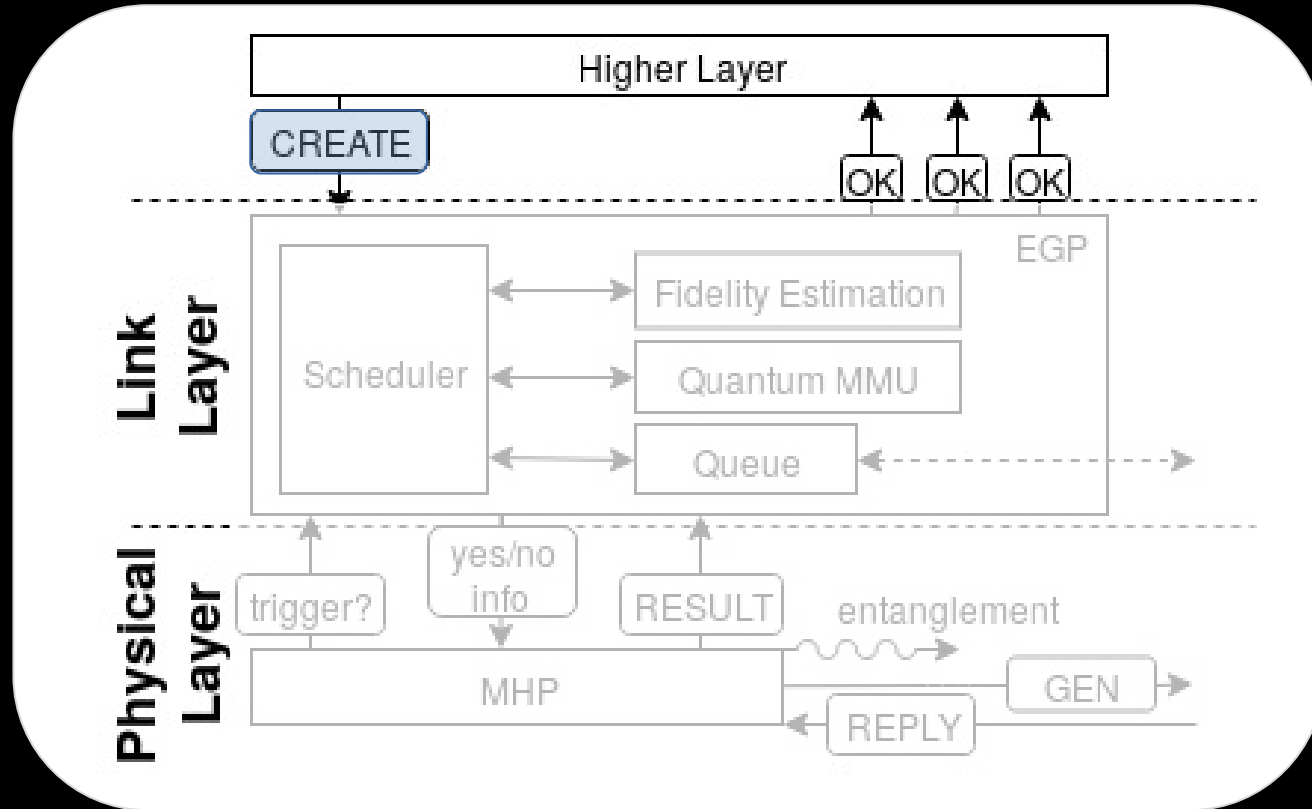 Higher Layer
CREATE
OK OK OK
EGP
Link
Layer
Scheduler
Fidelity Estimation
Quantum MMU
Queue
Physical
Layer
trigger?
yes/no
info
RESULT
entanglement
MHP
GEN
REPLY